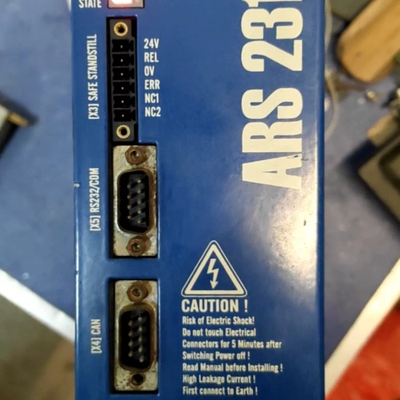 STATE
[X3] SAFE STANDSTILL
24V
REL
0V
ERR
NC1
NC2
ARS 231
[X5] RS232/COM
[X4] CAN
CAUTION !
Risk of Electric Shock!
Do not touch Electrical
Connectors for 5 Minutes after
Switching Power off !
Read Manual before Installing !
High Leakage Current !
First connect to Earth !